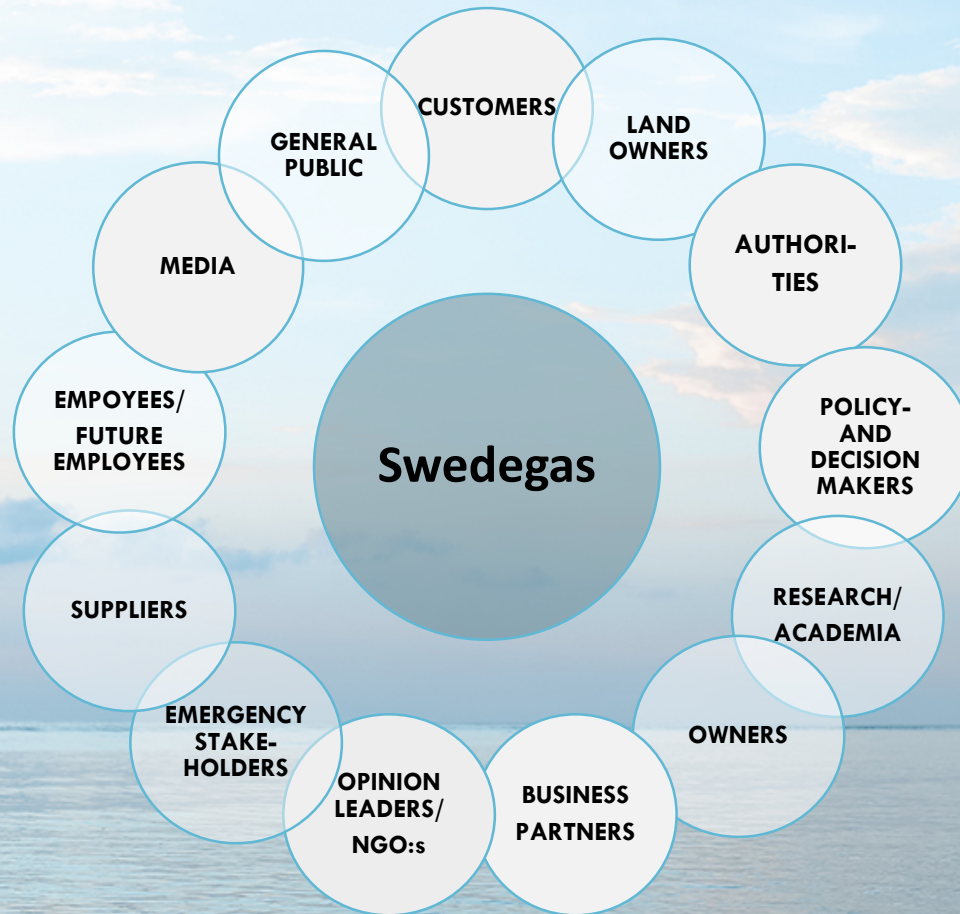 CUSTOMERS
LAND
OWNERS
AUTHORI-
TIES
POLICY-
AND
DECISION
MAKERS
RESEARCH/
ACADEMIA
OWNERS
BUSINESS
PARTNERS
OPINION
LEADERS/
NGO:s
EMERGENCY
STAKE-
HOLDERS
SUPPLIERS
EMPOYEES/
FUTURE
EMPLOYEES
MEDIA
GENERAL
PUBLIC
Swedegas